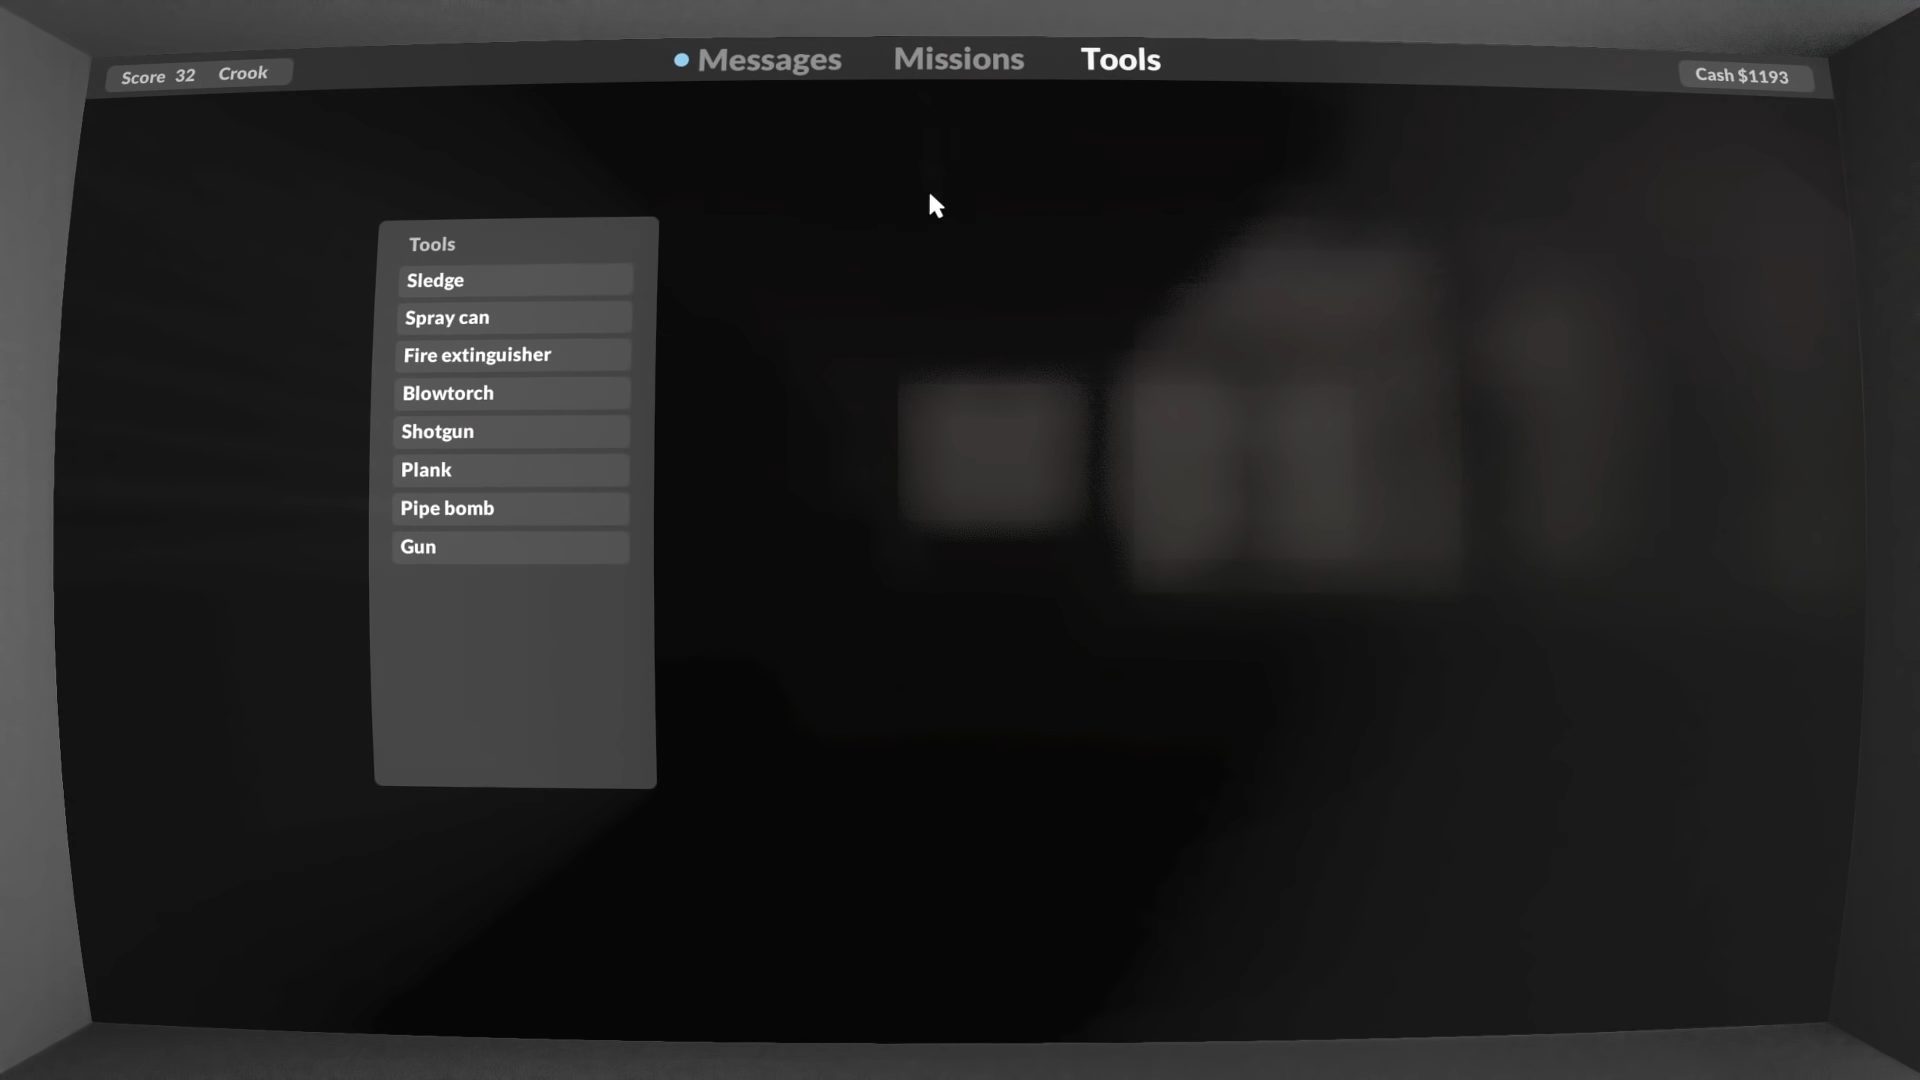 Score 32 Crook
Messages Missions Tools
Cash $1193
Tools
Sledge
Spray can
Fire extinguisher
Blowtorch
Shotgun
Plank
Pipe bomb
Gun